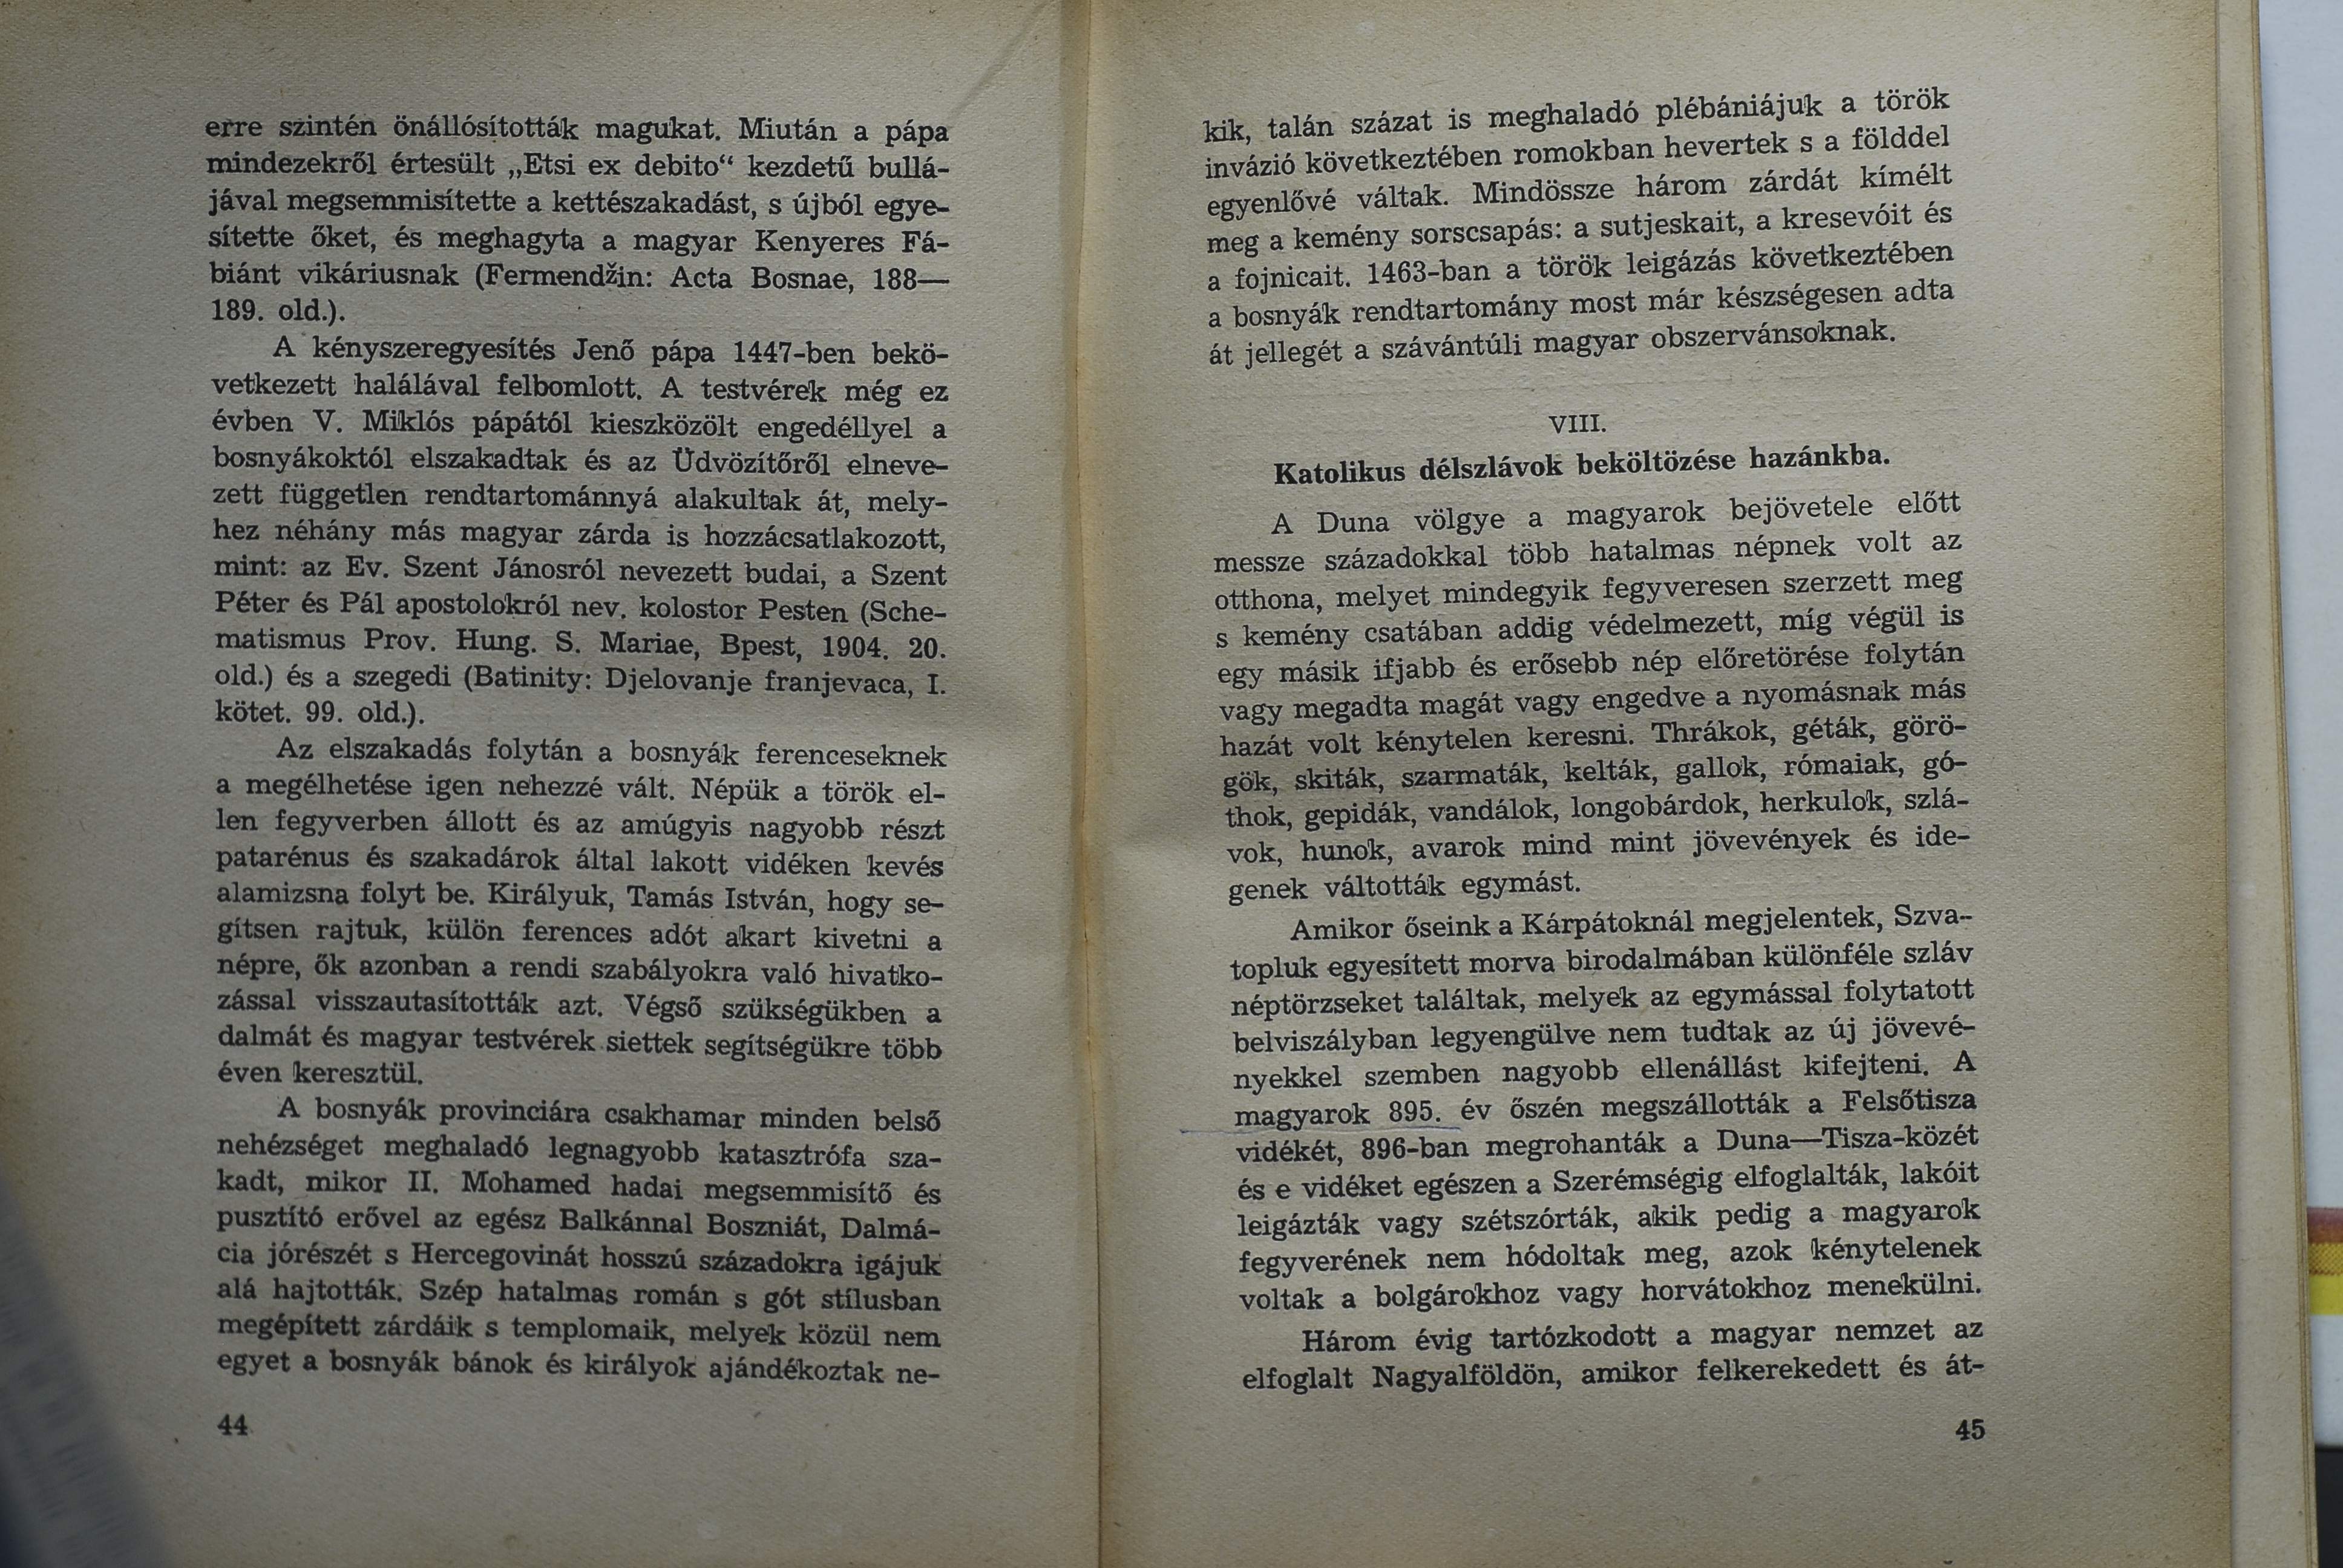 erre szintén önállósították magukat. Miután a pápa
mindezekről értesült „Etsi ex debito“ kezdetű bullá-
jával megsemmisítette a kettészakadást, s újból egye-
sítette őket, és meghagyta a magyar Kenyeres Fá-
biánt vikáriusnak (Fermendžin: Acta Bosnae, 188—
189. old.).
A kényszeregyesítés Jenő pápa 1447-ben bekö-
vetkezett halálával felbomlott. A testvérek még ez
évben V. Miklós pápától kieszközölt engedéllyel a
bosnyákoktól elszakadtak és az Üdvözítőről elneve-
zett független rendtartománnyá alakultak át, mely-
hez néhány más magyar zárda is hozzácsatlakozott,
mint: az Ev. Szent Jánosról nevezett budai, a Szent
Péter és Pál apostolokról nev. kolostor Pesten (Sche-
matismus Prov. Hung. S. Mariae, Bpest, 1904. 20.
old.) és a szegedi (Batinity: Djelovanje franjevaca, I.
kötet. 99. old.).
Az elszakadás folytán a bosnyák ferenceseknek
a megélhetése igen nehezzé vált. Népük a török el-
len fegyverben állott és az amúgyis nagyobb részt
patarénus és szakadárok által lakott vidéken kevés
alamizsna folyt be. Királyuk, Tamás István, hogy se-
gítsen rajtuk, külön ferences adót akart kivetni a
népre, ők azonban a rendi szabályokra való hivatko-
zással visszautasították azt. Végső szükségükben a
dalmát és magyar testvérek siettek segítségükre több
éven keresztül.
A bosnyák provinciára csakhamar minden belső
nehézséget meghaladó legnagyobb katasztrófa sza-
kadt, mikor II. Mohamed hadai megsemmisítő és
pusztító erővel az egész Balkánnal Boszniát, Dalmá-
cia jórészét s Hercegovinát hosszú századokra igájuk
alá hajtották. Szép hatalmas román s gót stílusban
megépített zárdáik s templomaik, melyek közül nem
egyet a bosnyák bánok és királyok ajándékoztak ne-
44
kik, talán százat is meghaladó plébániájuk a török
invázió következtében romokban hevertek s a földdel
egyenlővé váltak. Mindössze három zárdát kímélt
meg a kemény sorscsapás: a sutjeskait, a kresevóit és
a fojnicait. 1463-ban a török leigázás következtében
a bosnyák rendtartomány most már készségesen adta
át jellegét a szávántúli magyar obszervánsoknak.
VIII.
Katolikus délszlávok beköltözése hazánkba.
A Duna völgye a magyarok bejövetele előtt
messze századokkal több hatalmas népnek volt az
otthona, melyet mindegyik fegyveresen szerzett meg
s kemény csatában addig védelmezett, míg végül is
egy másik ifjabb és erősebb nép előretörése folytán
vagy megadta magát vagy engedve a nyomásnak más
hazát volt kénytelen keresni. Thrákok, géták, görö-
gök, skiták, szarmaták, kelták, gallok, rómaiak, gó-
thok, gepidák, vandálok, longobárdok, herkulok, szlá-
vok, hunok, avarok mind mint jövevények és ide-
genek váltották egymást.
Amikor őseink a Kárpátoknál megjelentek, Szva-
topluk egyesített morva birodalmában különféle szláv
néptörzseket találtak, melyek az egymással folytatott
belviszályban legyengülve nem tudtak az új jövevé-
nyekkel szemben nagyobb ellenállást kifejteni. A
magyarok 895. év őszén megszállották a Felsőtisza
vidékét, 896-ban megrohanták a Duna—Tisza-közét
és e vidéket egészen a Szerémségig elfoglalták, lakóit
leigázták vagy szétszórták, akik pedig a magyarok
fegyverének nem hódoltak meg, azok kénytelenek
voltak a bolgárokhoz vagy horvátokhoz menekülni.
Három évig tartózkodott a magyar nemzet az
elfoglalt Nagyalföldön, amikor felkerekedett és át-
45